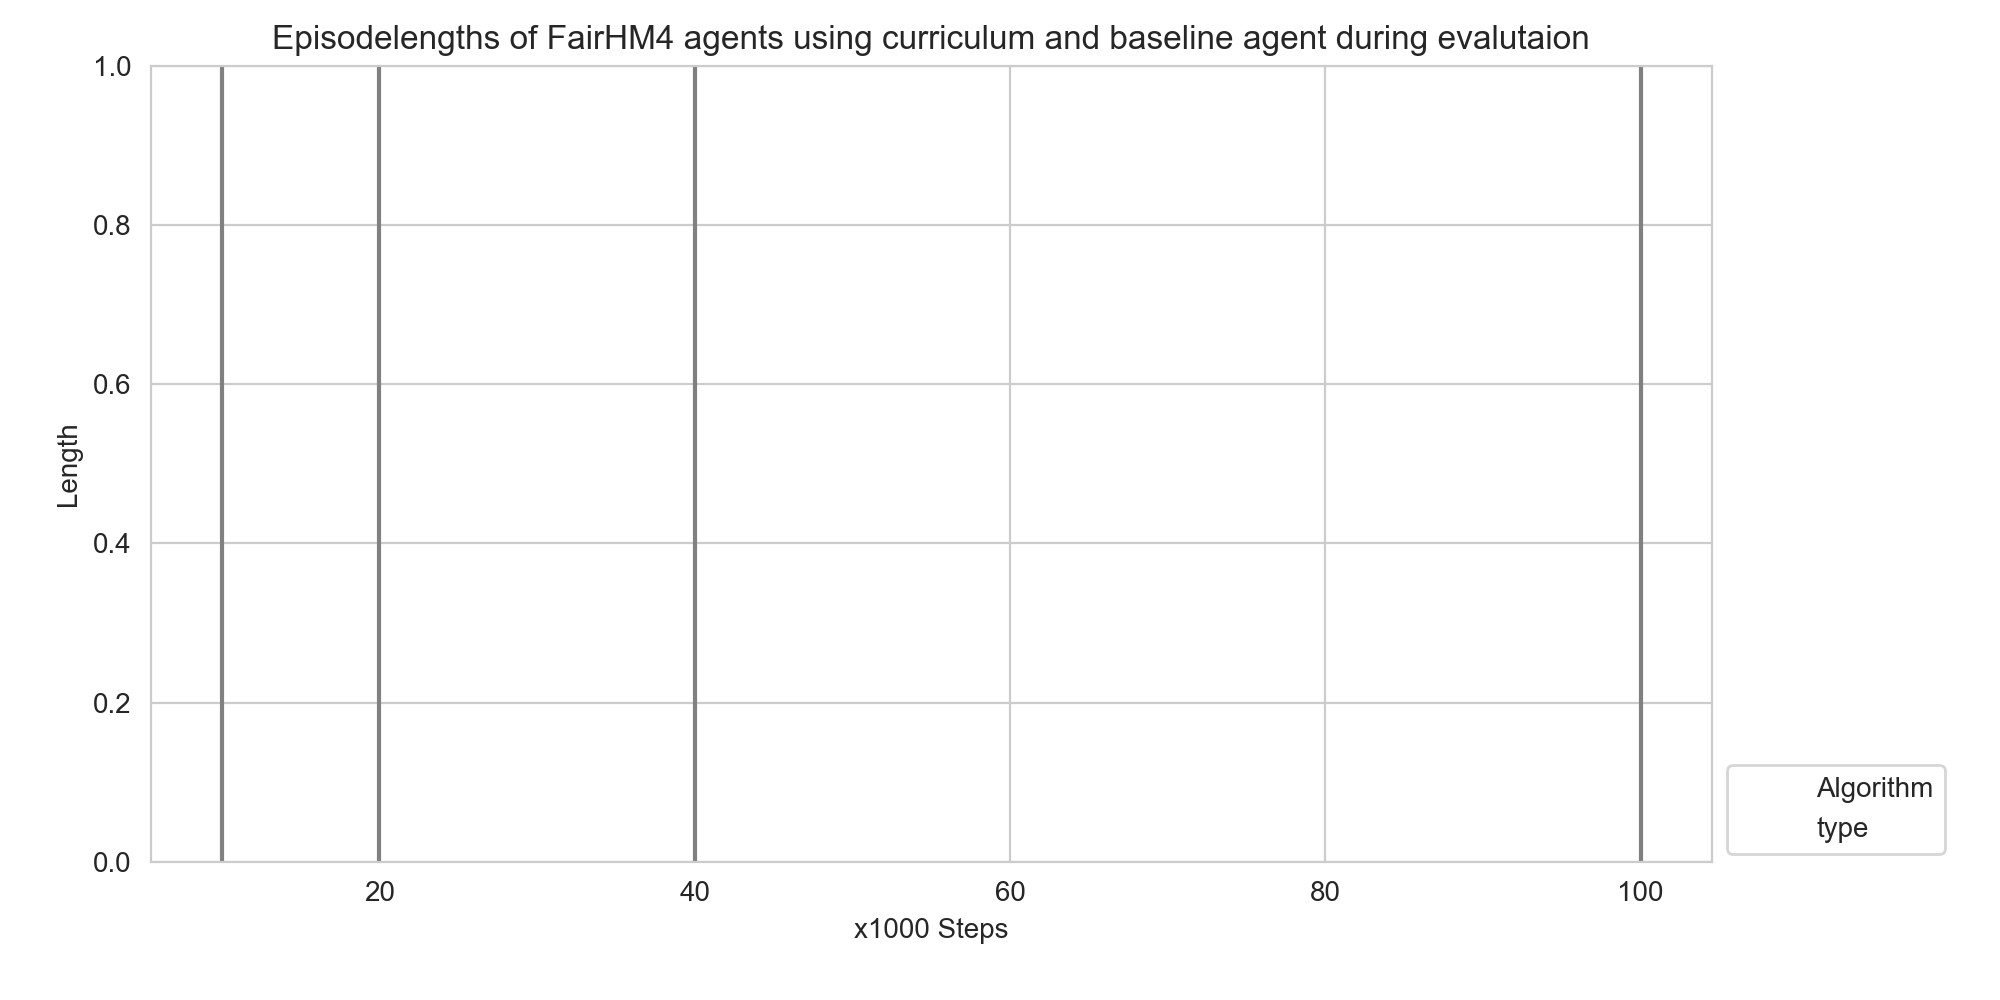 Episodelengths of FairHM4 agents using curriculum and baseline agent during evalutaion
1.0
0.8
0.6
0.4
0.2
0.0
Length
20 40 60 80 100
x1000 Steps
Algorithm
type